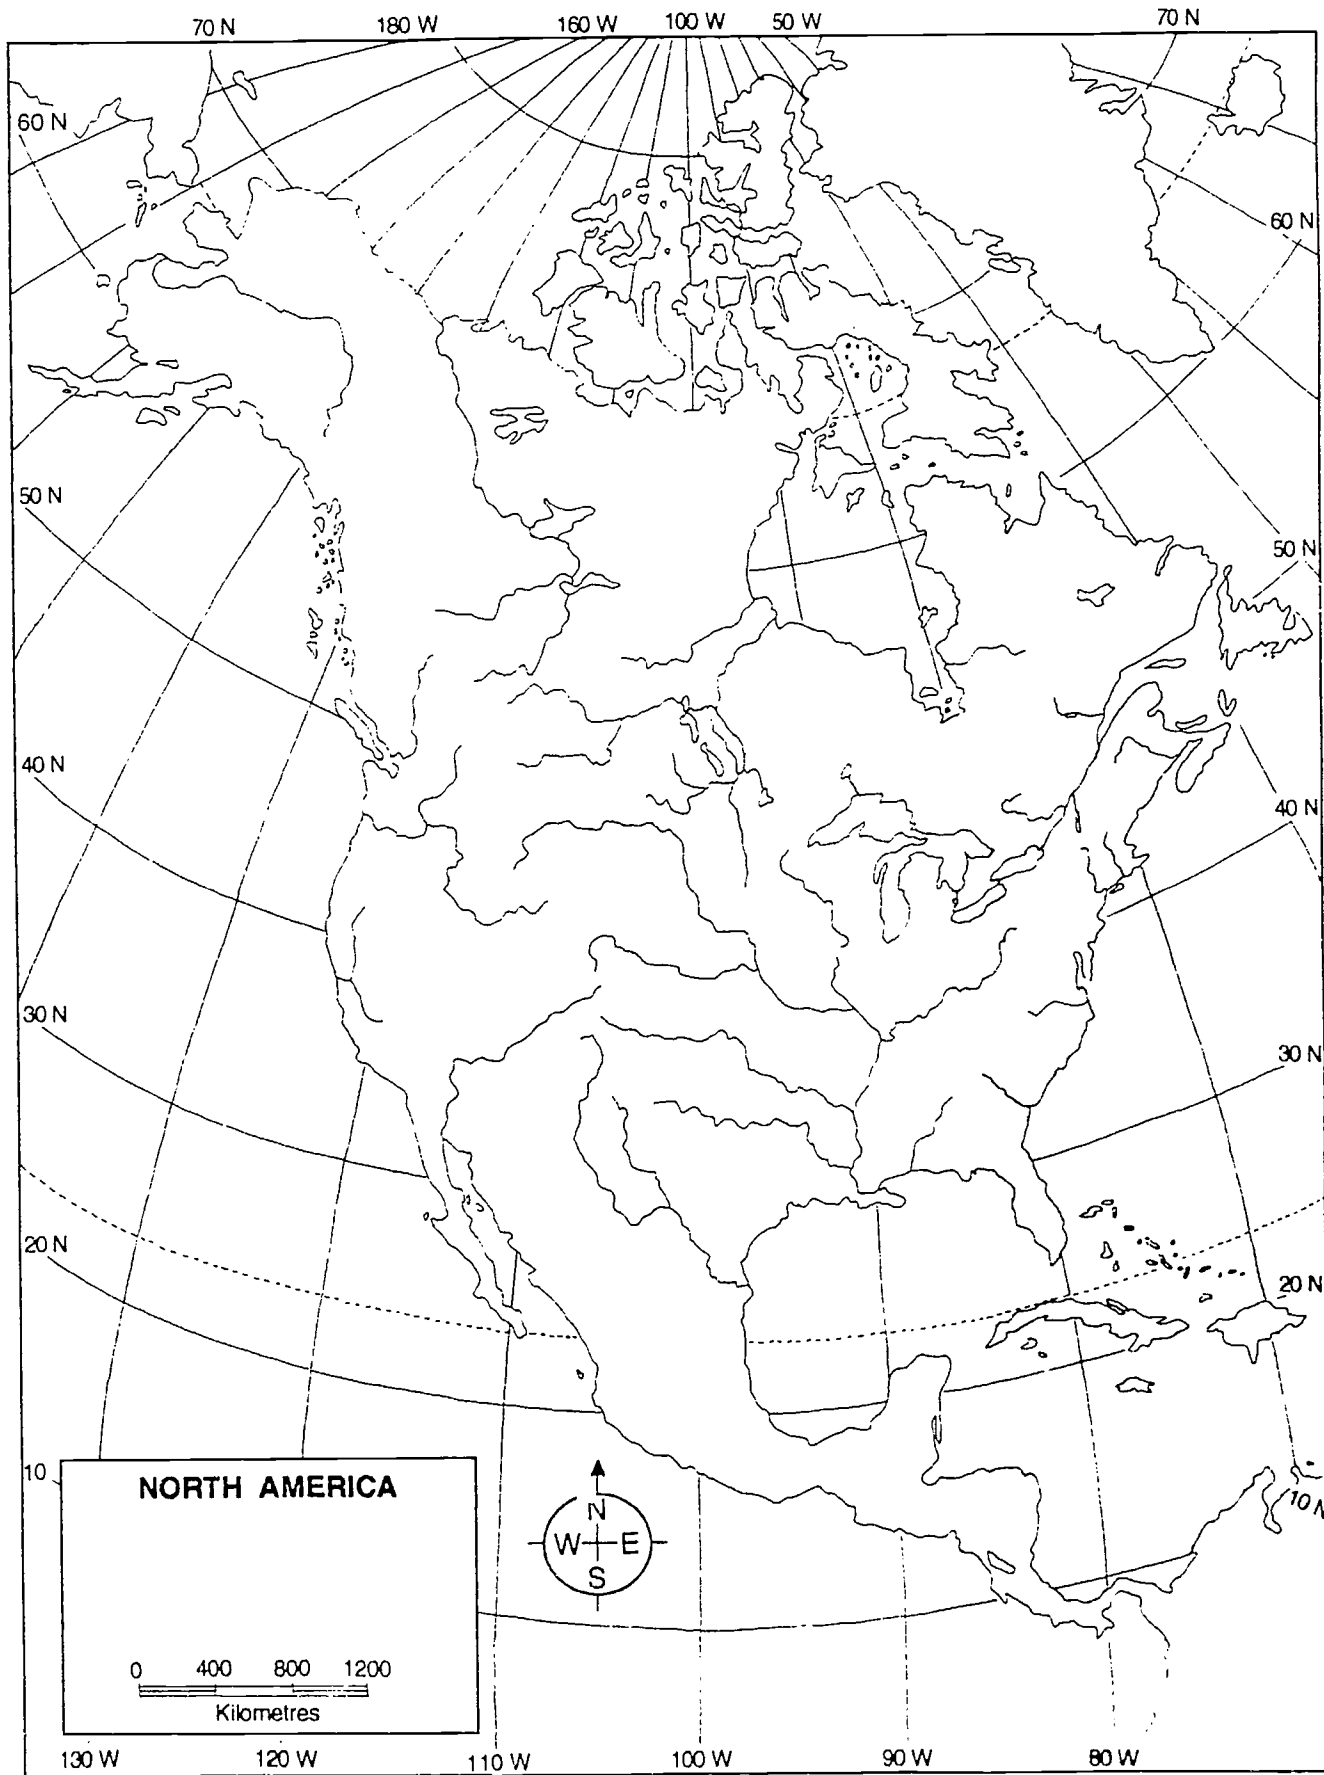 70 N 180 W 160 W 100 W 50 W 70 N
60 N
60 N
50 N
50 N
40 N
40 N
30 N
30 N
20 N
20 N
10
10 N
NORTH AMERICA
N
W E
S
0 400 800 1200
Kilometres
130 W 120 W 110 W 100 W 90 W 80 W